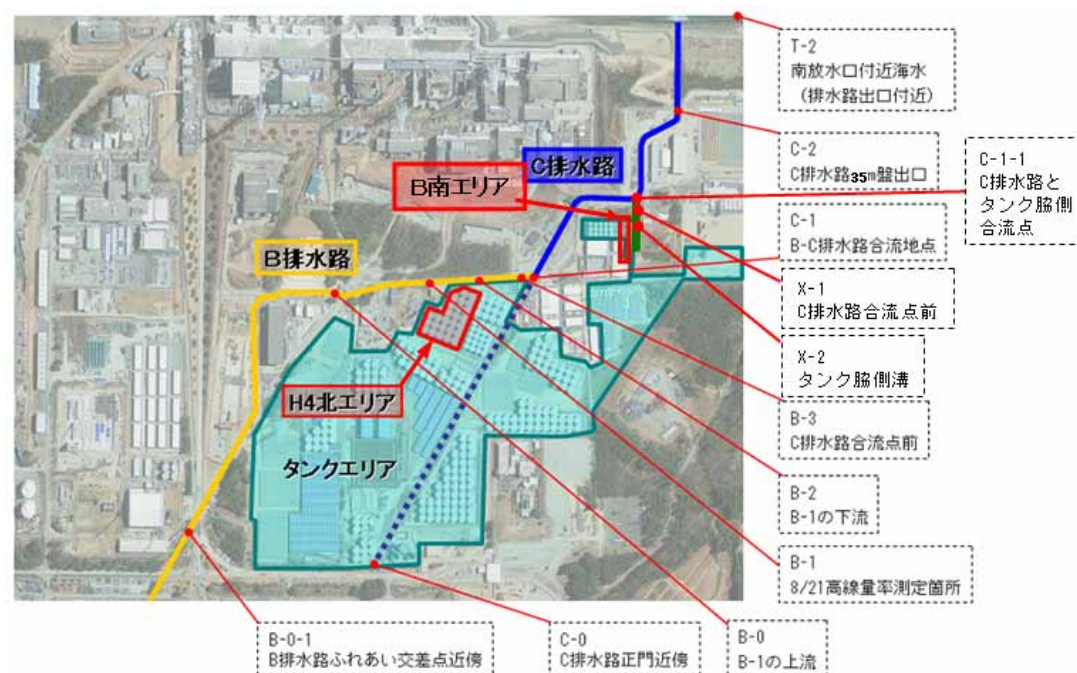 T-2
南放水口付近海水
（排水路出口付近）
C-2
C排水路35m盤出口
C-1-1
C排水路と
タンク脇側溝
合流点
C-1
B-C排水路合流地点
X-1
C排水路合流点前
X-2
タンク脇側溝
B-3
C排水路合流点前
B-2
B-1の下流
B-1
8/21高線量率測定箇所
C排水路
B南エリア
B排水路
H4北エリア
タンクエリア
B-0-1
B排水路ふれあい交差点近傍
C-0
C排水路正門近傍
B-0
B-1の上流